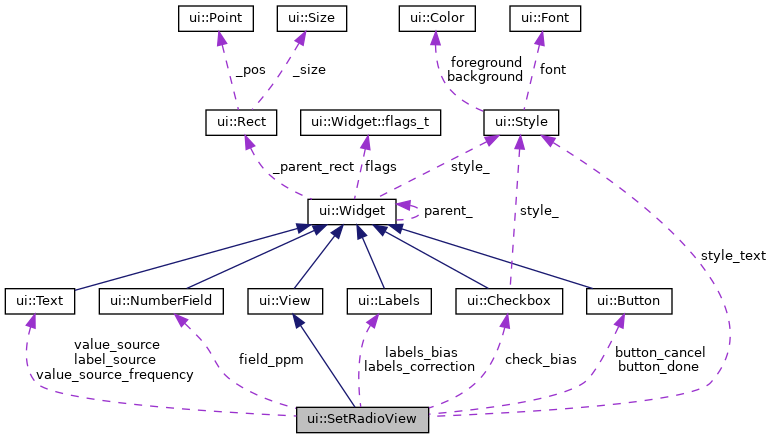 ui::Point
ui::Size
ui::Color
ui::Font
_pos
_size
foreground
background
font
ui::Rect
ui::Widget::flags_t
ui::Style
_parent_rect
flags
style_
ui::Widget
parent_
style_
style_text
ui::Text
ui::NumberField
ui::View
ui::Labels
ui::Checkbox
ui::Button
value_source
label_source
value_source_frequency
field_ppm
labels_bias
labels_correction
check_bias
button_cancel
button_done
ui::SetRadioView